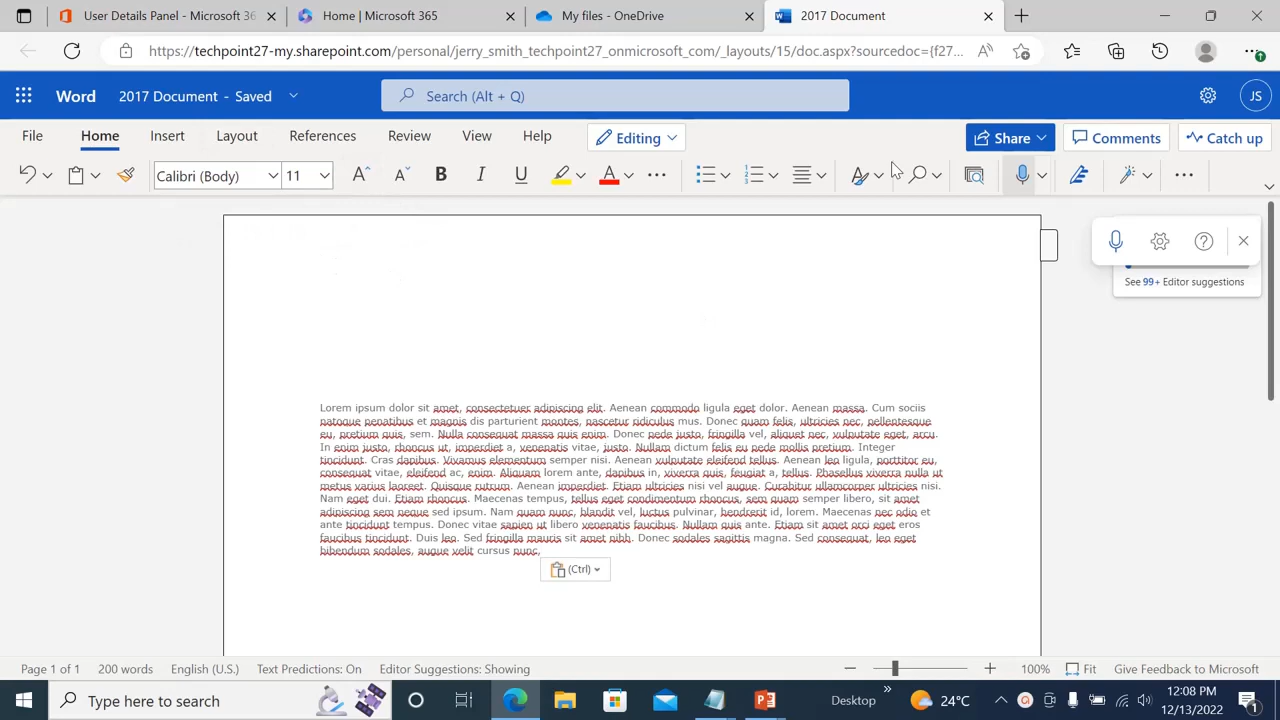 User Details Panel - Microsoft 36
Home | Microsoft 365
My files - OneDrive
2017 Document
https://techpoint27-my.sharepoint.com/personal/jerry_smith_techpoint27_onmicrosoft_com/_layouts/15/doc.aspx?sourcedoc={f27...
Word
2017 Document - Saved
Search (Alt + Q)
JS
File
Home
Insert
Layout
References
Review
View
Help
Editing
Share
Comments
Catch up
Calibri (Body)
11
See 99+ Editor suggestions
Lorem ipsum dolor sit amet, consectetuer adipiscing elit. Aenean commodo ligula eget dolor. Aenean massa. Cum sociis
natoque penatibus et magnis dis parturient montes, nascetur ridiculus mus. Donec quam felis, ultricies nec, pellentesque
eu, pretium quis, sem. Nulla consequat massa quis enim. Donec pede justo, fringilla vel, aliquet nec, vulputate eget, arcu.
In enim justo, rhoncus ut, imperdiet a, venenatis vitae, justo. Nullam dictum felis eu pede mollis pretium. Integer
tincidunt. Cras dapibus. Vivamus elementum semper nisi. Aenean vulputate eleifend tellus. Aenean leo ligula, porttitor eu,
consequat vitae, eleifend ac, enim. Aliquam lorem ante, dapibus in, viverra quis, feugiat a, tellus. Phasellus viverra nulla ut
metus varius laoreet. Quisque rutrum. Aenean imperdiet. Etiam ultricies nisi vel augue. Curabitur ullamcorper ultricies nisi.
Nam eget dui. Etiam rhoncus. Maecenas tempus, tellus eget condimentum rhoncus, sem quam semper libero, sit amet
adipiscing sem neque sed ipsum. Nam quam nunc, blandit vel, luctus pulvinar, hendrerit id, lorem. Maecenas nec odio et
ante tincidunt tempus. Donec vitae sapien ut libero venenatis faucibus. Nullam quis ante. Etiam sit amet orci eget eros
faucibus tincidunt. Duis leo. Sed fringilla mauris sit amet nibh. Donec sodales sagittis magna. Sed consequat, leo eget
bibendum sodales, augue velit cursus nunc,
(Ctrl)
Page 1 of 1
200 words
English (U.S.)
Text Predictions: On
Editor Suggestions: Showing
100%
Fit
Give Feedback to Microsoft
Type here to search
Desktop
24°C
12:08 PM
12/13/2022
1